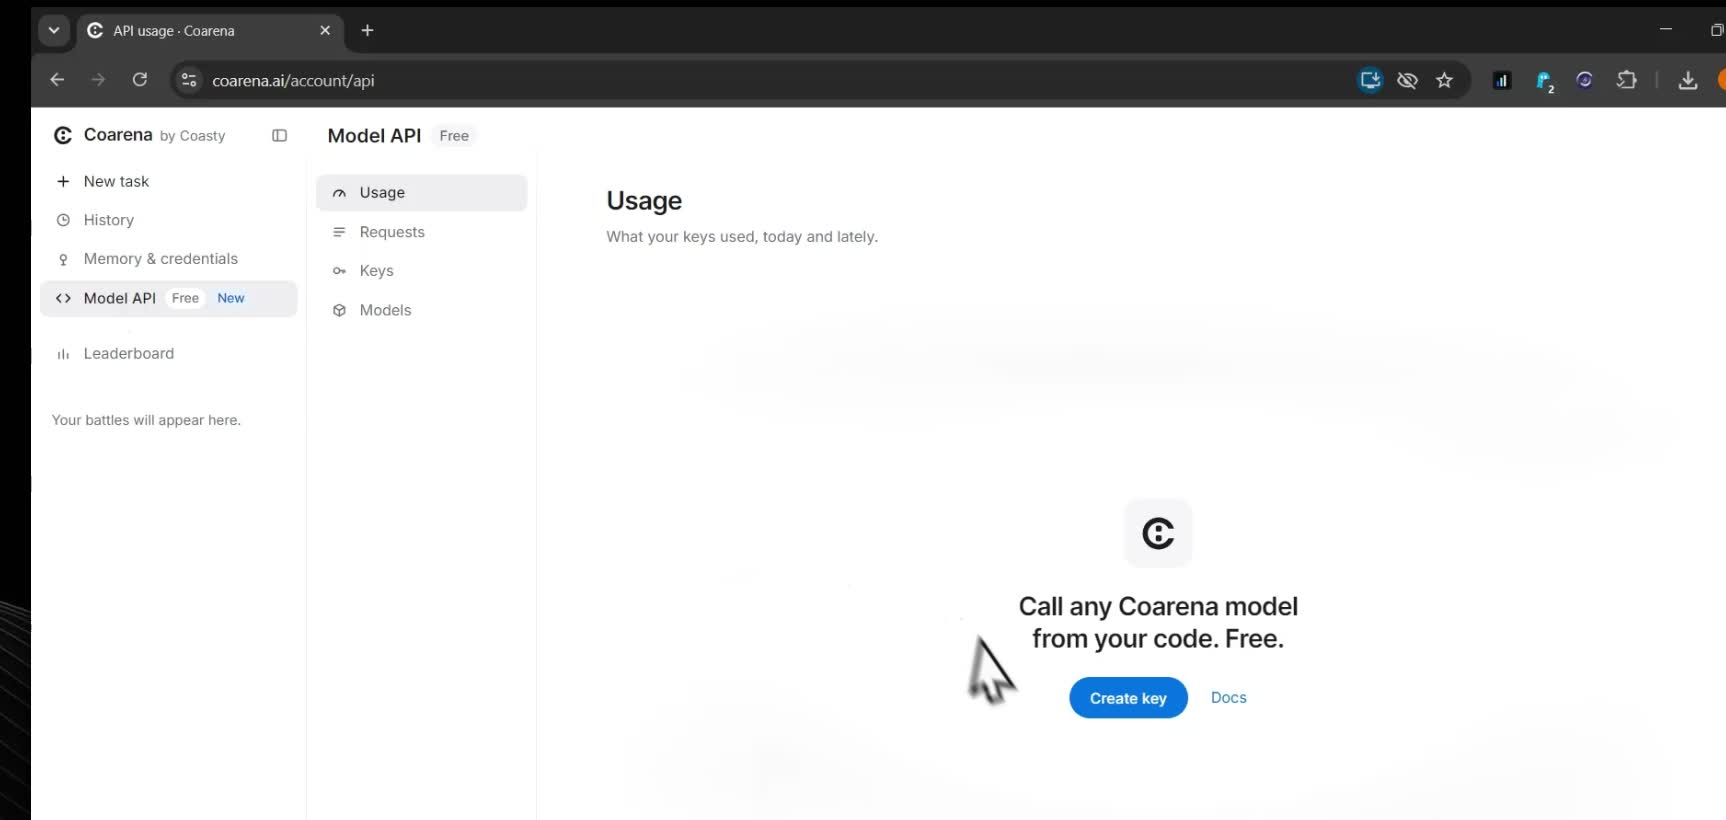 API usage · Coarena
coarena.ai/account/api
2
Coarena by Coasty
Model API Free
New task
History
Memory & credentials
Model API Free New
Leaderboard
Your battles will appear here.
Usage
Requests
Keys
Models
Usage
What your keys used, today and lately.
Call any Coarena model
from your code. Free.
Create key
Docs